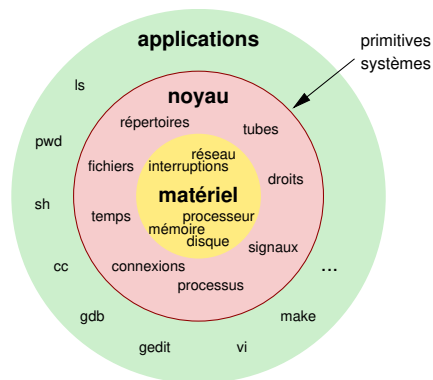 applications
primitives
systèmes
ls
noyau
répertoires
tubes
pwd
réseau
fichiers
interruptions
droits
matériel
sh
temps
processeur
mémoire
disque
signaux
cc
connexions
...
processus
gdb
make
gedit
vi